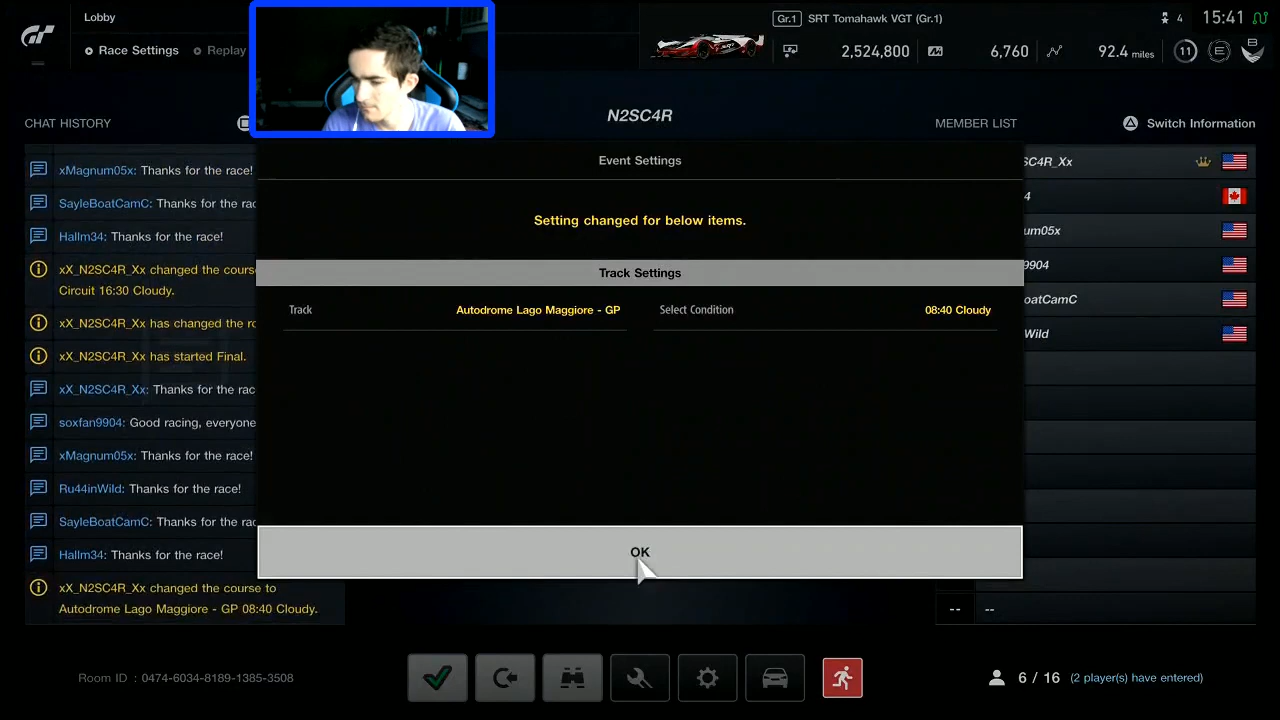 Lobby
Race Settings
Replay
Gr.1 SRT Tomahawk VGT (Gr.1)
4 15:41
2,524,800 6,760 92.4 miles 11 E B
CHAT HISTORY
N2SC4R
MEMBER LIST
Switch Information
Event Settings
Setting changed for below items.
Track Settings
Track Autodrome Lago Maggiore - GP Select Condition 08:40 Cloudy
OK
xMagnum05x: Thanks for the race!
SayleBoatCamC: Thanks for the rac
Hallm34: Thanks for the race!
xX_N2SC4R_Xx changed the course
Circuit 16:30 Cloudy.
xX_N2SC4R_Xx has changed the ro
xX_N2SC4R_Xx has started Final.
xX_N2SC4R_Xx: Thanks for the rac
soxfan9904: Good racing, everyone
xMagnum05x: Thanks for the race!
Ru44inWild: Thanks for the race!
SayleBoatCamC: Thanks for the rac
Hallm34: Thanks for the race!
xX_N2SC4R_Xx changed the course to
Autodrome Lago Maggiore - GP 08:40 Cloudy.
SC4R_Xx
4
um05x
9904
oatCamC
Wild
-- --
Room ID : 0474-6034-8189-1385-3508
6 / 16 (2 player(s) have entered)